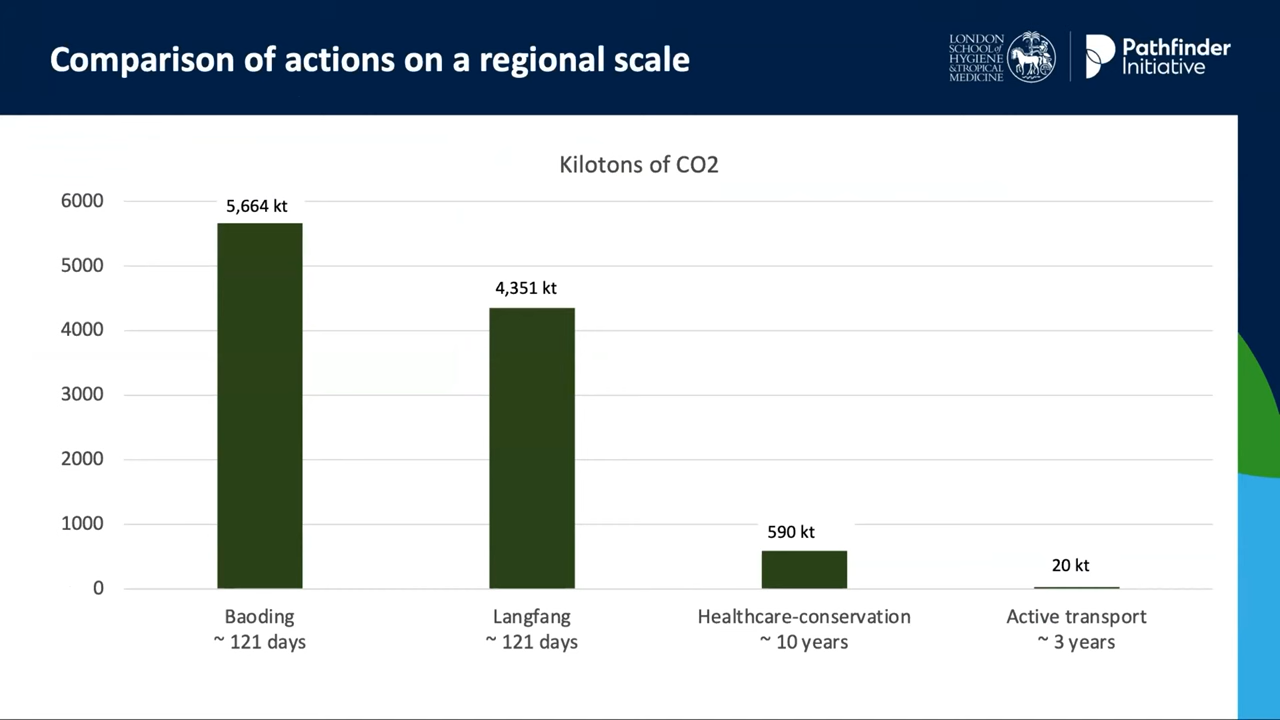 Comparison of actions on a regional scale
LONDON
SCHOOL of
HYGIENE
& TROPICAL
MEDICINE
Pathfinder
Initiative
Kilotons of CO2
6000
5000
4000
3000
2000
1000
0
5,664 kt
4,351 kt
590 kt
20 kt
Baoding
~ 121 days
Langfang
~ 121 days
Healthcare-conservation
~ 10 years
Active transport
~ 3 years